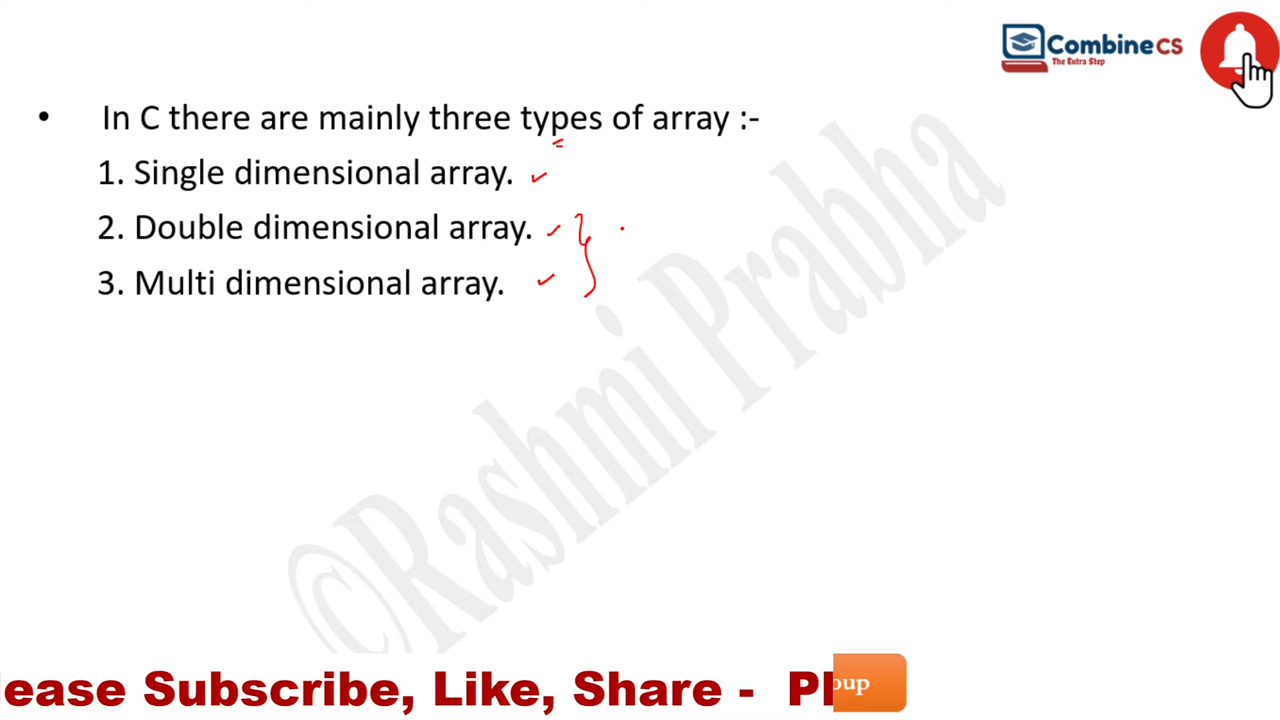 CombineCS
The Extra Step
• In C there are mainly three types of array :-
1. Single dimensional array.
2. Double dimensional array.
3. Multi dimensional array.
©Rashmi Prabha
lease Subscribe, Like, Share - Pl
oup